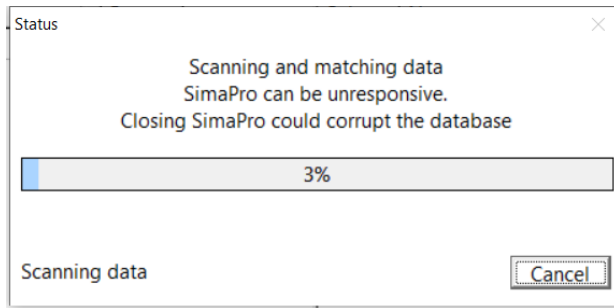 Status
Scanning and matching data
SimaPro can be unresponsive.
Closing SimaPro could corrupt the database
3%
Scanning data
Cancel